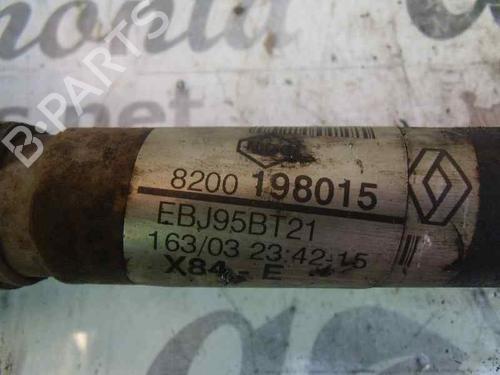 8200 198015
EBJ95BT21
163/03 23:42-15
X84 - E
B-PARTS